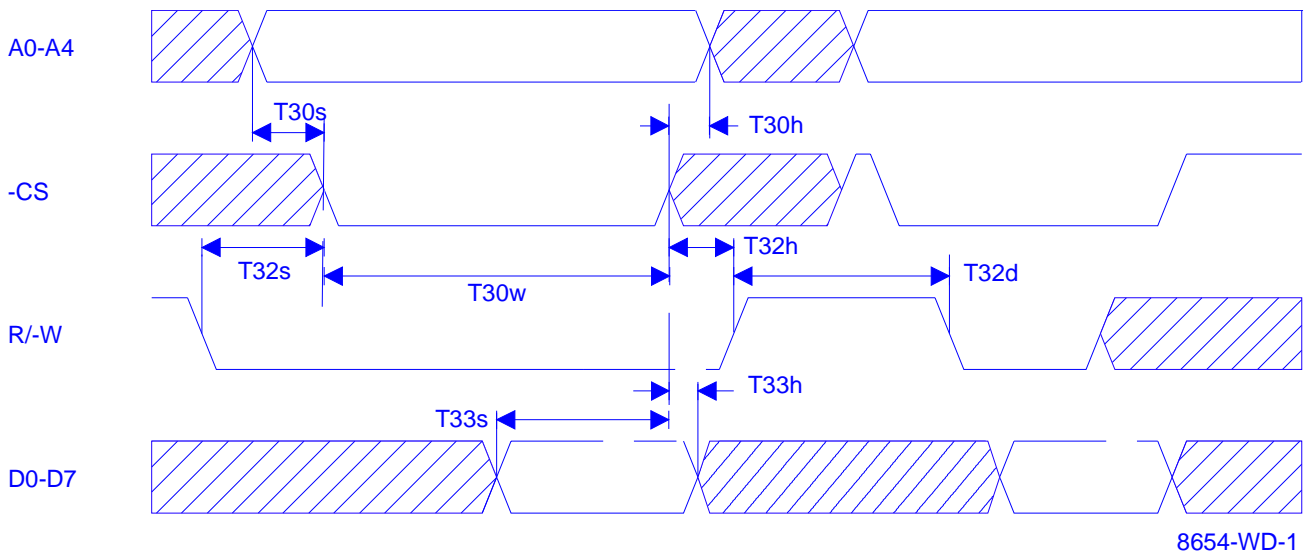 A0-A4
T30s
T30h
-CS
T32h
T32s
T32d
T30w
R/-W
T33h
T33s
D0-D7
8654-WD-1